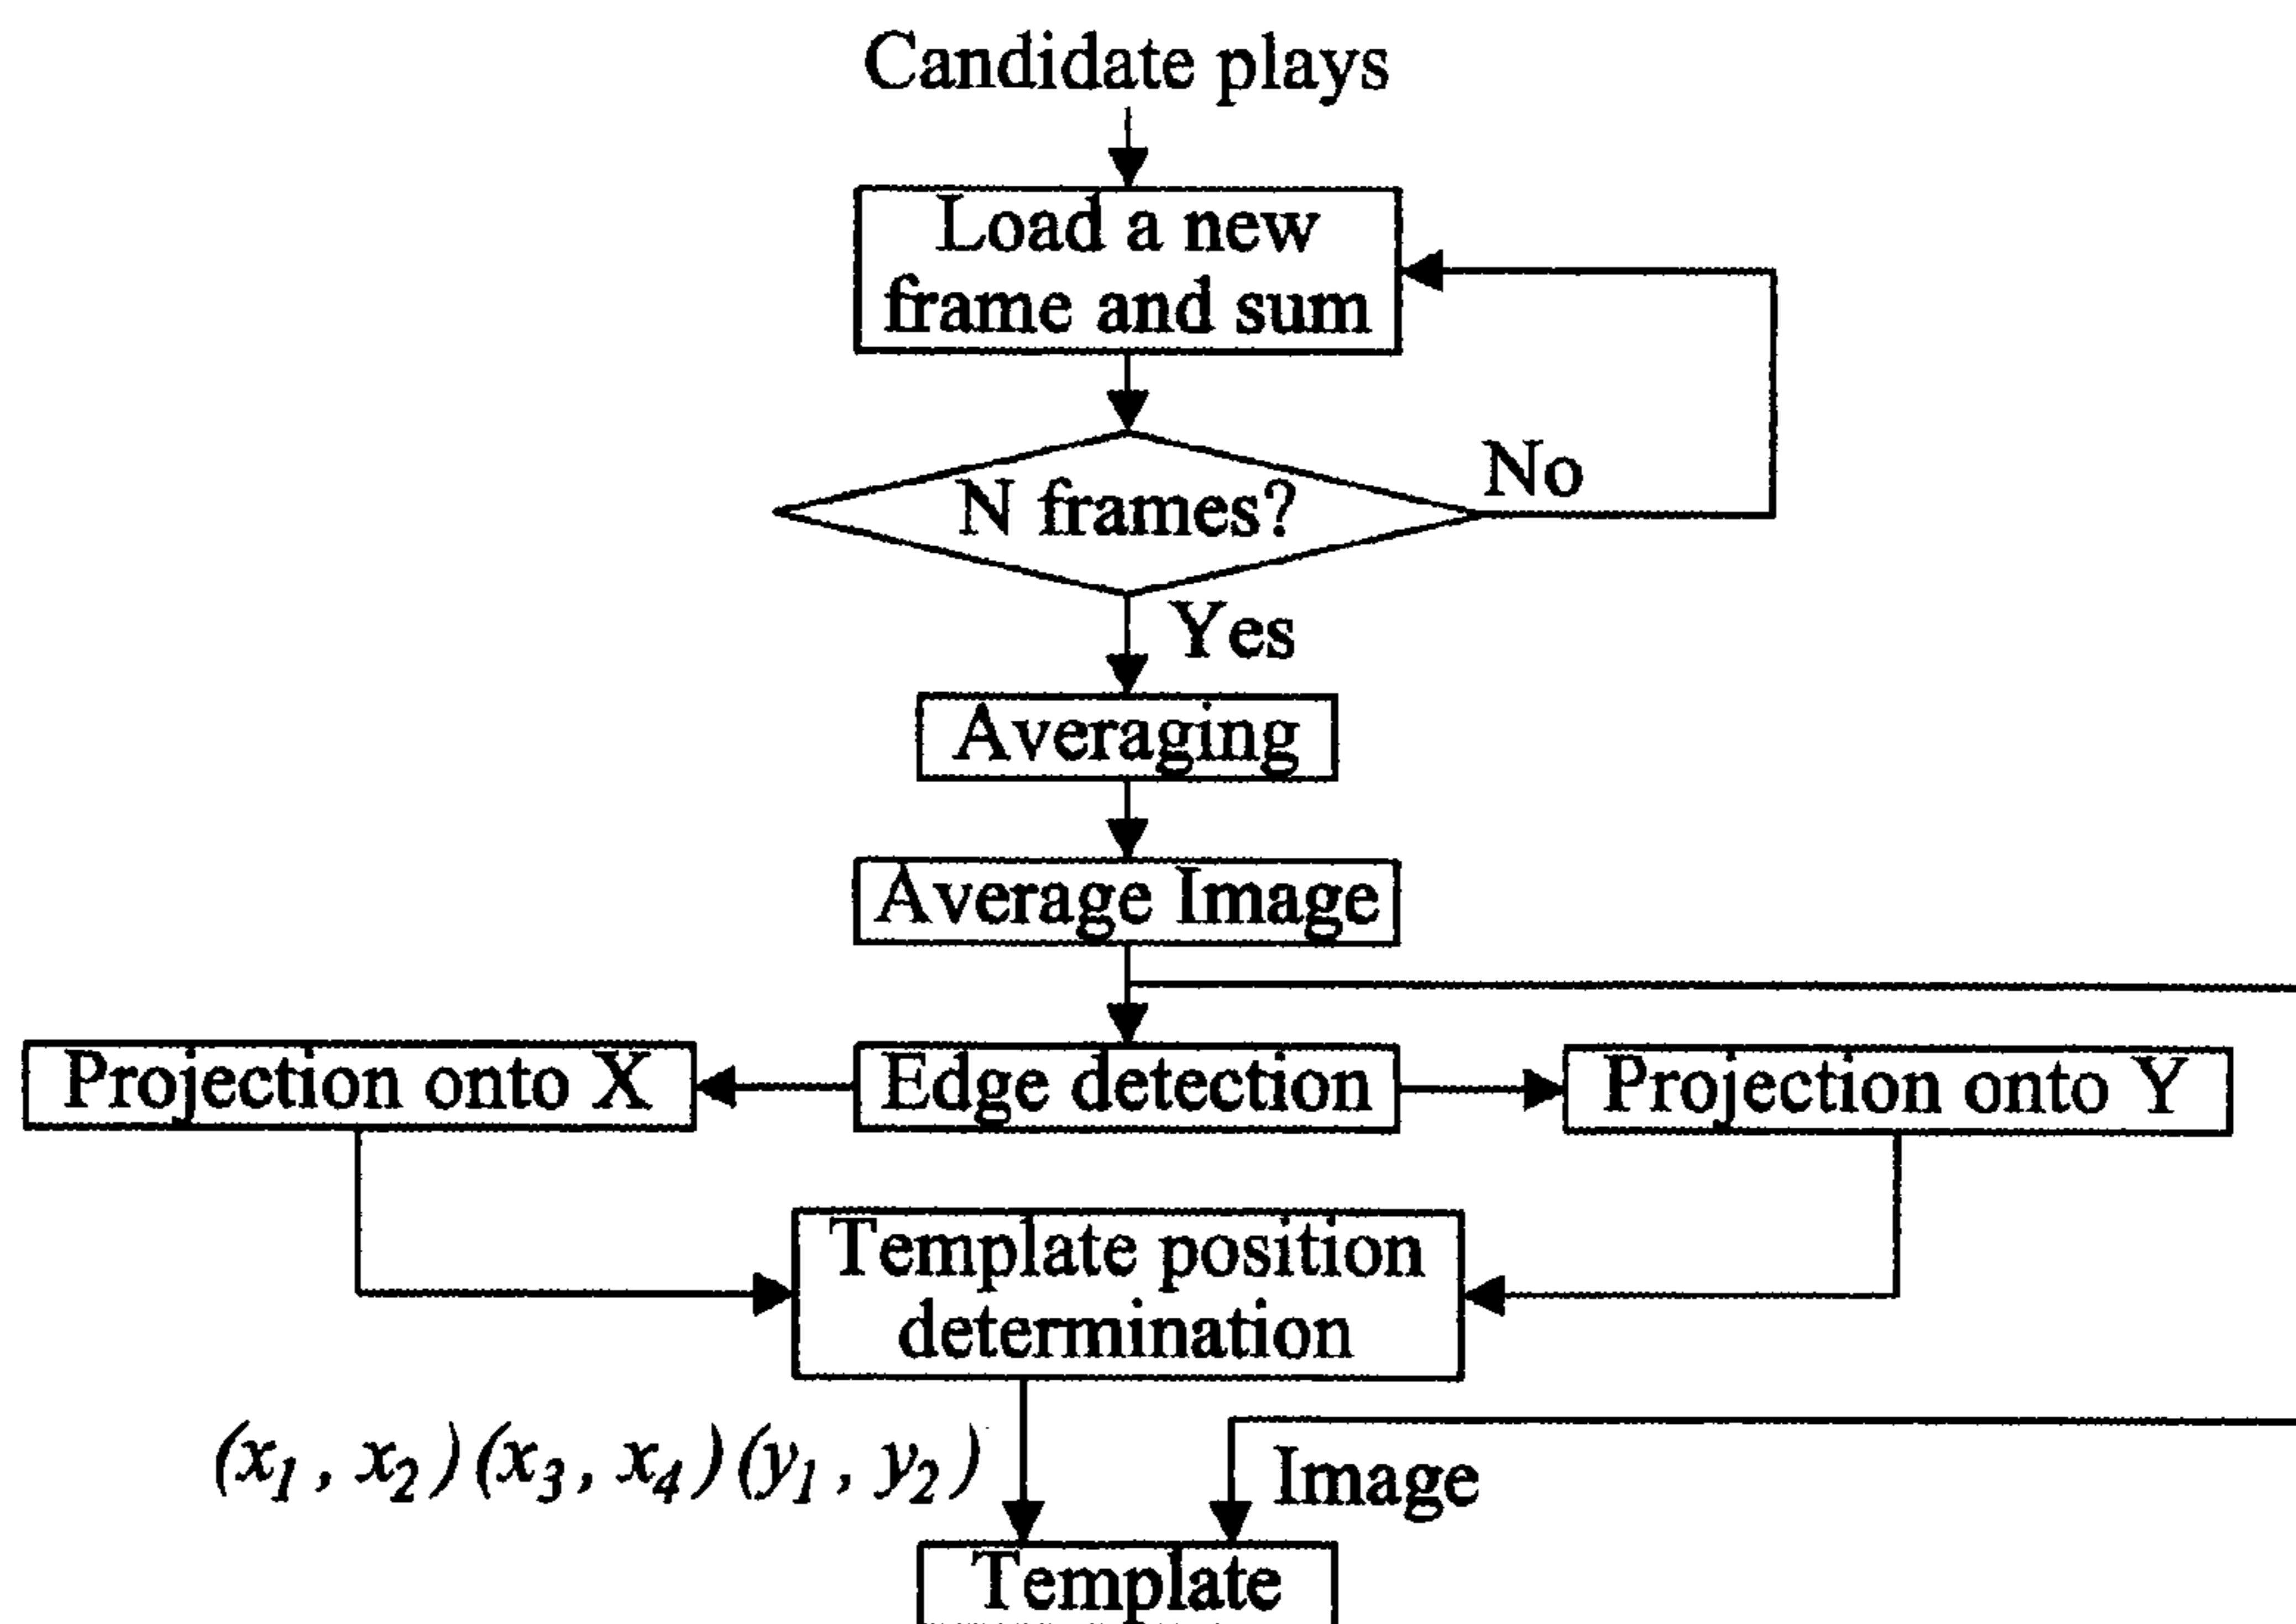 Candidate plays
Load a new
frame and sum
N frames?
No
Yes
Averaging
Average Image
Projection onto X
Edge detection
Projection onto Y
Template position
determination
(x₁, x₂)(x₃, x₄)(y₁, y₂)
Image
Template